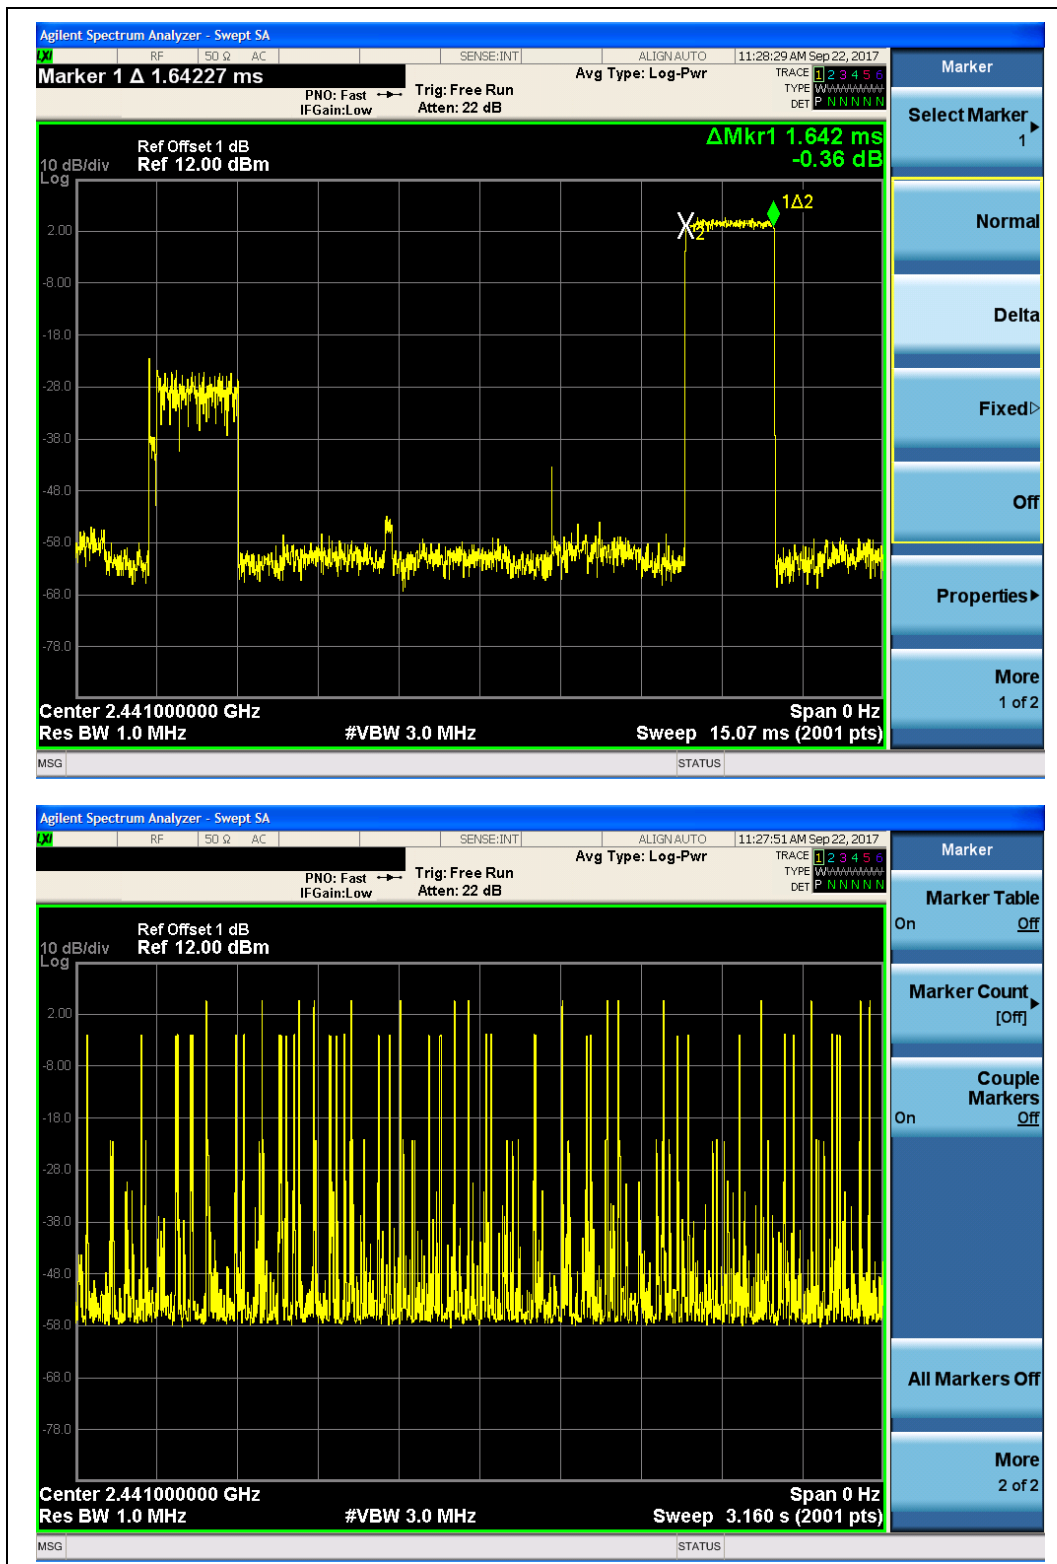 Agilent Spectrum Analyzer - Swept SA
LXI RF 50 Ω AC SENSE:INT ALIGN AUTO 11:28:29 AM Sep 22, 2017
Marker 1 Δ 1.64227 ms
PNO: Fast
IFGain:Low
Trig: Free Run
Atten: 22 dB
Avg Type: Log-Pwr
TRACE 1 2 3 4 5 6
TYPE
DET P N N N N N
ΔMkr1 1.642 ms
-0.36 dB
Ref Offset 1 dB
10 dB/div Ref 12.00 dBm
Log
1Δ2
X2
2.00
-8.00
-18.0
-28.0
-38.0
-48.0
-58.0
-68.0
-78.0
Center 2.441000000 GHz Span 0 Hz
Res BW 1.0 MHz #VBW 3.0 MHz Sweep 15.07 ms (2001 pts)
MSG STATUS
Marker
Select Marker
1
Normal
Delta
Fixed
Off
Properties
More
1 of 2
Agilent Spectrum Analyzer - Swept SA
LXI RF 50 Ω AC SENSE:INT ALIGN AUTO 11:27:51 AM Sep 22, 2017
PNO: Fast
IFGain:Low
Trig: Free Run
Atten: 22 dB
Avg Type: Log-Pwr
TRACE 1 2 3 4 5 6
TYPE
DET P N N N N N
Ref Offset 1 dB
10 dB/div Ref 12.00 dBm
Log
2.00
-8.00
-18.0
-28.0
-38.0
-48.0
-58.0
-68.0
-78.0
Center 2.441000000 GHz Span 0 Hz
Res BW 1.0 MHz #VBW 3.0 MHz Sweep 3.160 s (2001 pts)
MSG STATUS
Marker
Marker Table
On Off
Marker Count
[Off]
Couple
Markers
On Off
All Markers Off
More
2 of 2